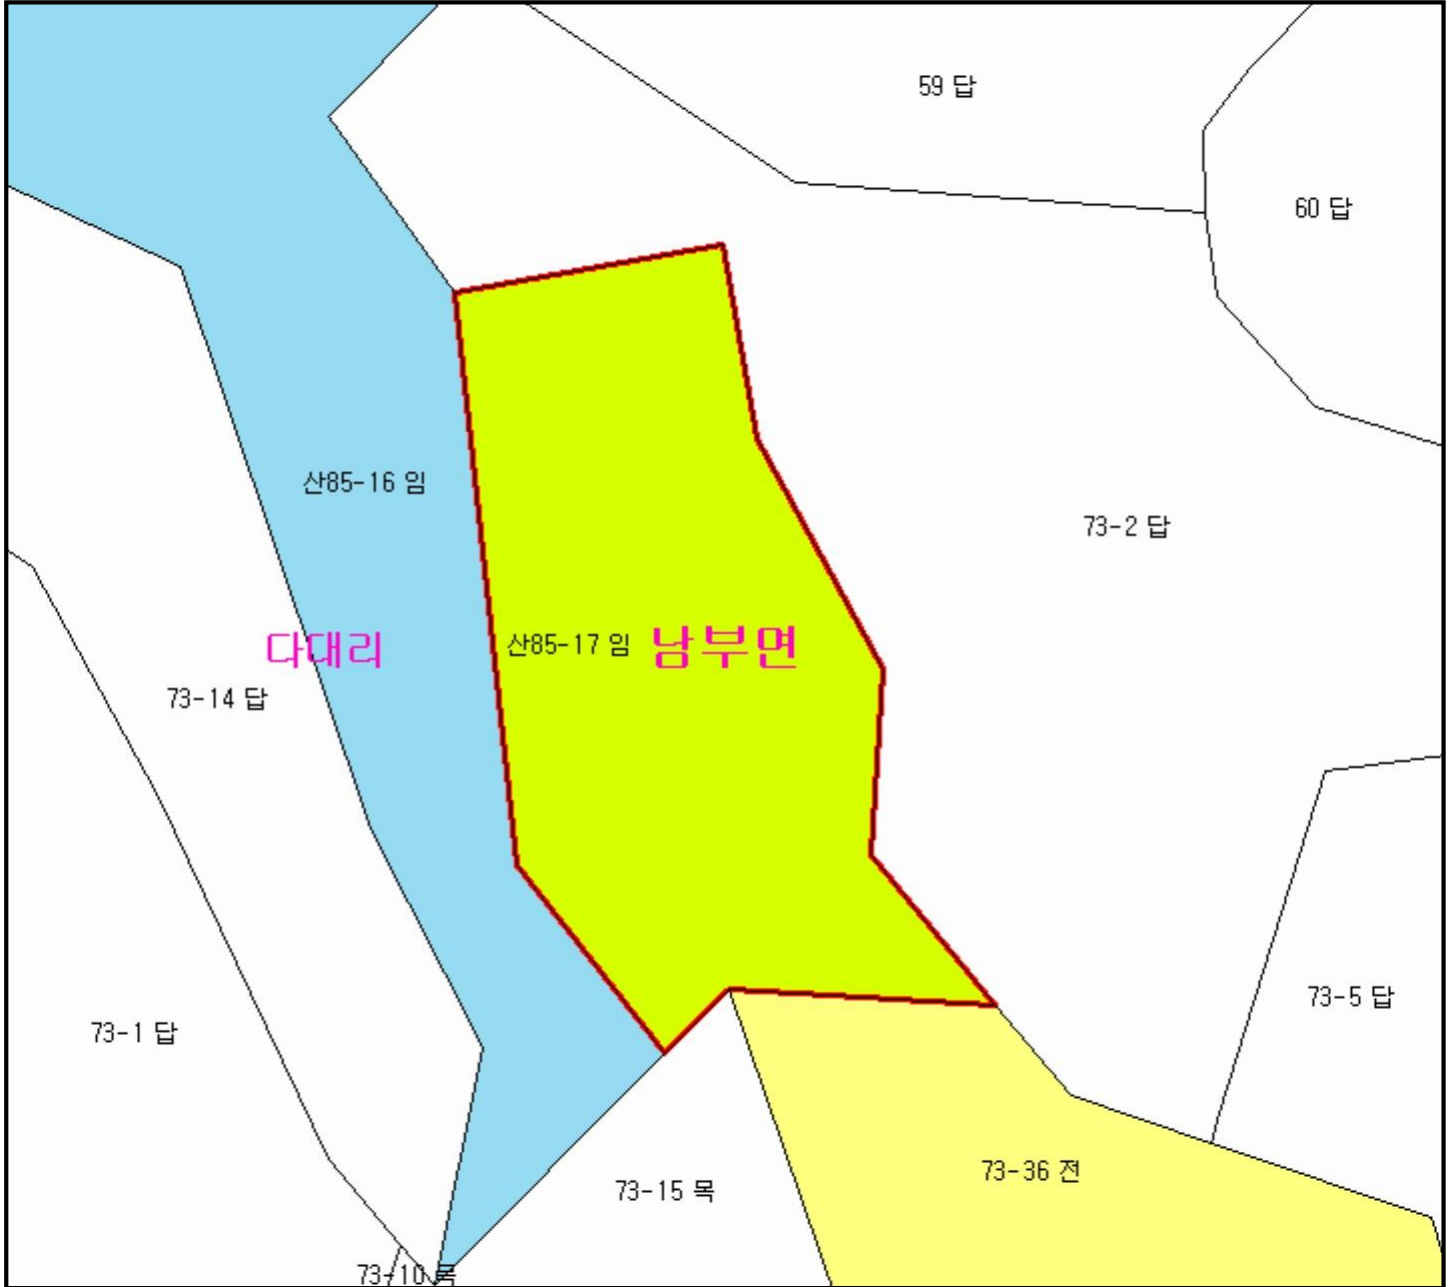 59 답
60 답
산85-16 임
73-2 답
다대리
산85-17 임
남부면
73-14 답
73-5 답
73-1 답
73-36 전
73-15 목
73-10 목